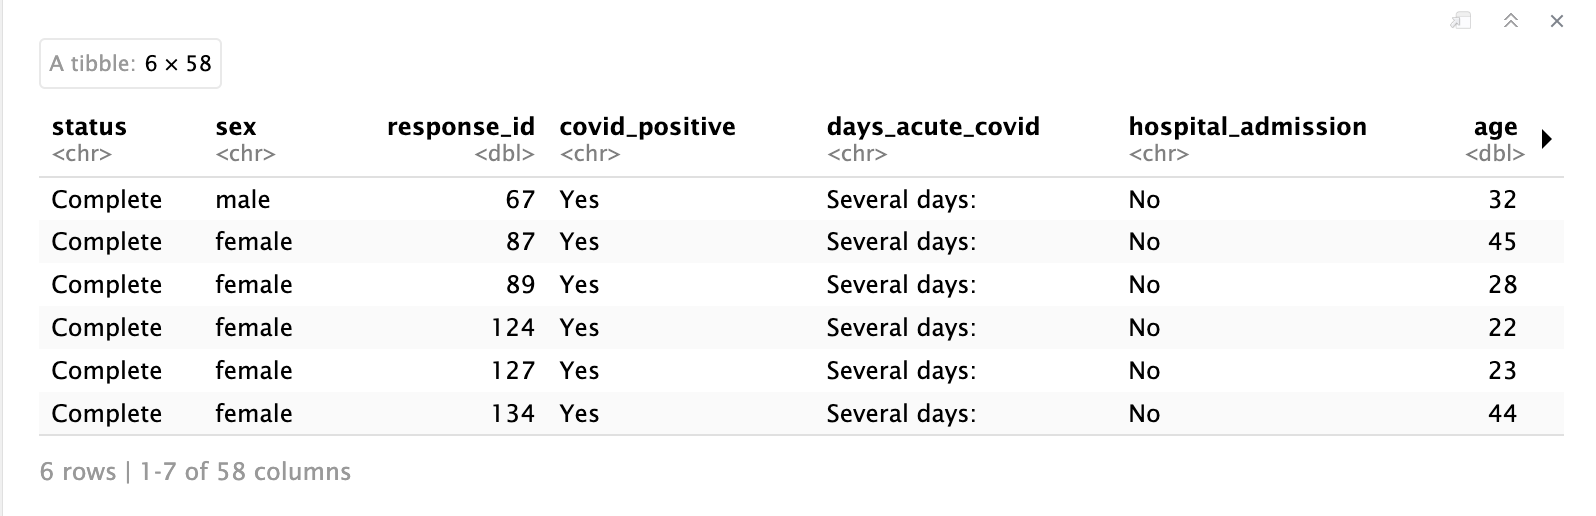 A tibble: 6 × 58
status sex response_id covid_positive days_acute_covid hospital_admission age
<chr> <chr> <dbl> <chr> <chr> <chr> <dbl>
Complete male 67 Yes Several days: No 32
Complete female 87 Yes Several days: No 45
Complete female 89 Yes Several days: No 28
Complete female 124 Yes Several days: No 22
Complete female 127 Yes Several days: No 23
Complete female 134 Yes Several days: No 44
6 rows | 1-7 of 58 columns